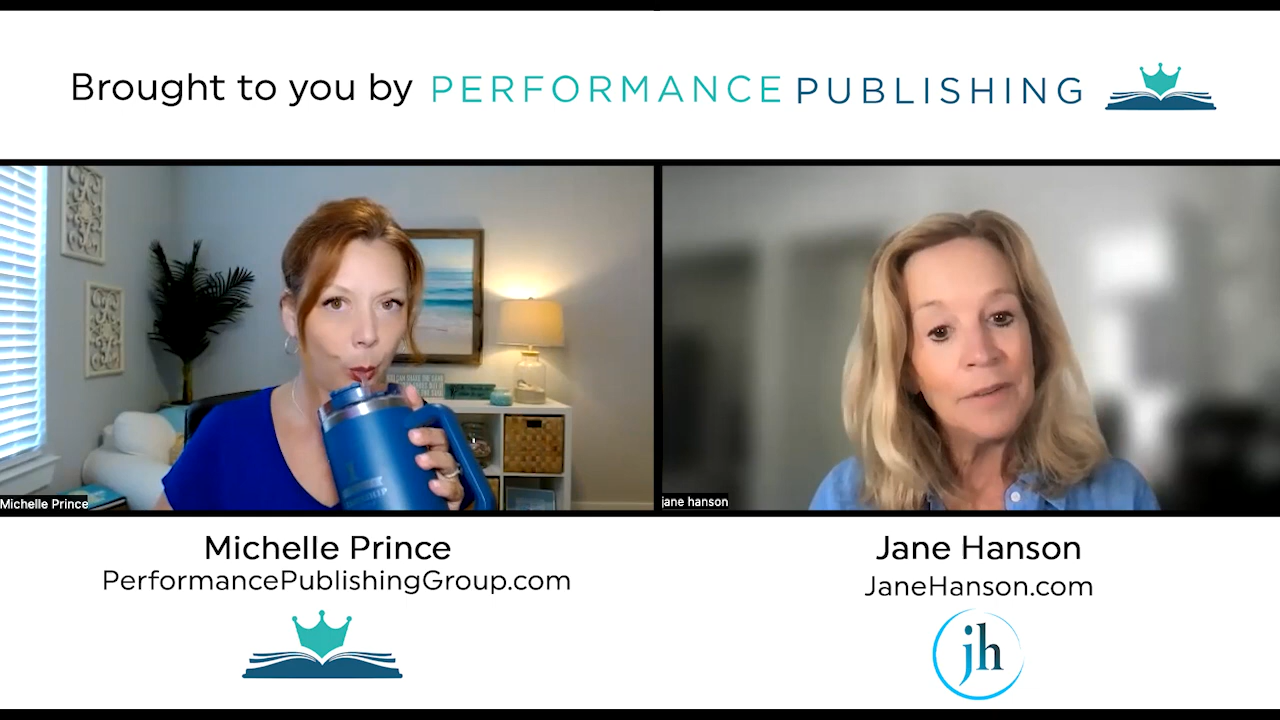 Brought to you by PERFORMANCE PUBLISHING
Michelle Prince
jane hanson
Michelle Prince
PerformancePublishingGroup.com
Jane Hanson
JaneHanson.com
jh